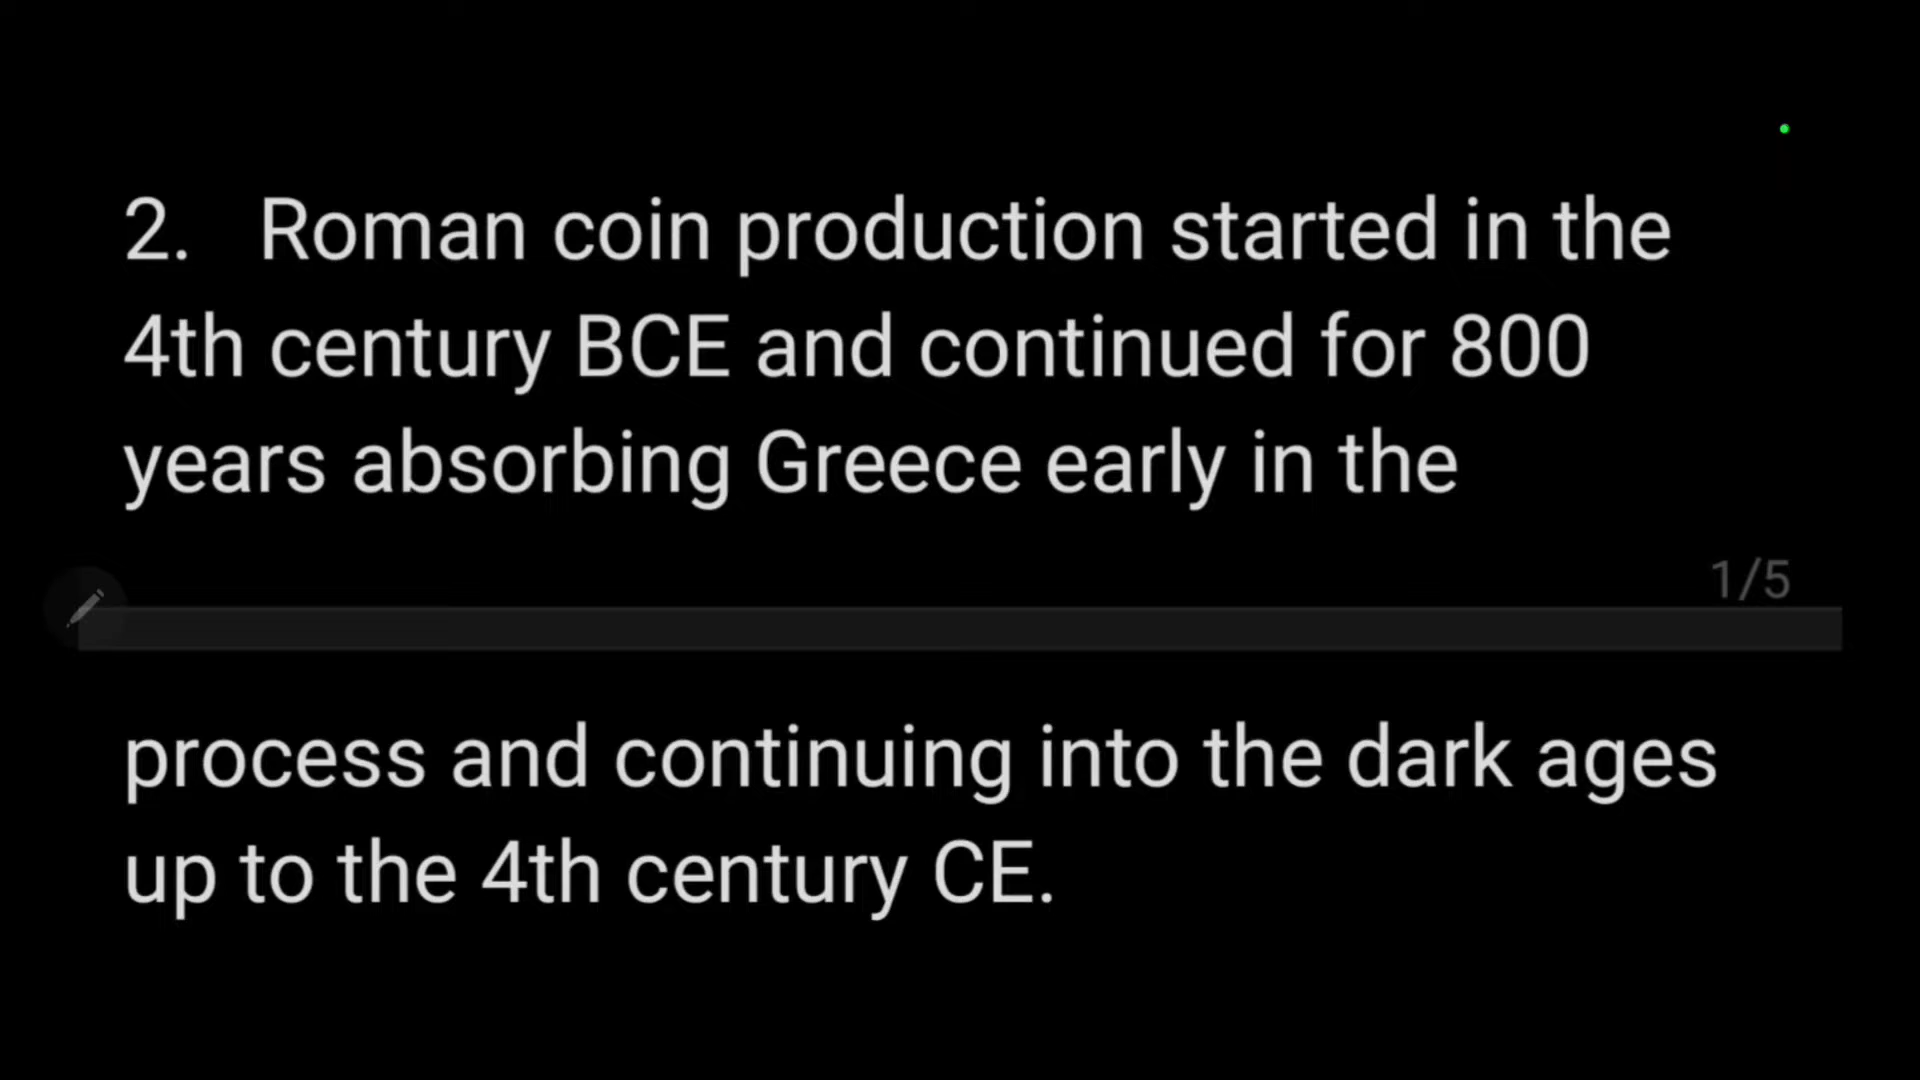 2. Roman coin production started in the
4th century BCE and continued for 800
years absorbing Greece early in the
1/5
process and continuing into the dark ages
up to the 4th century CE.